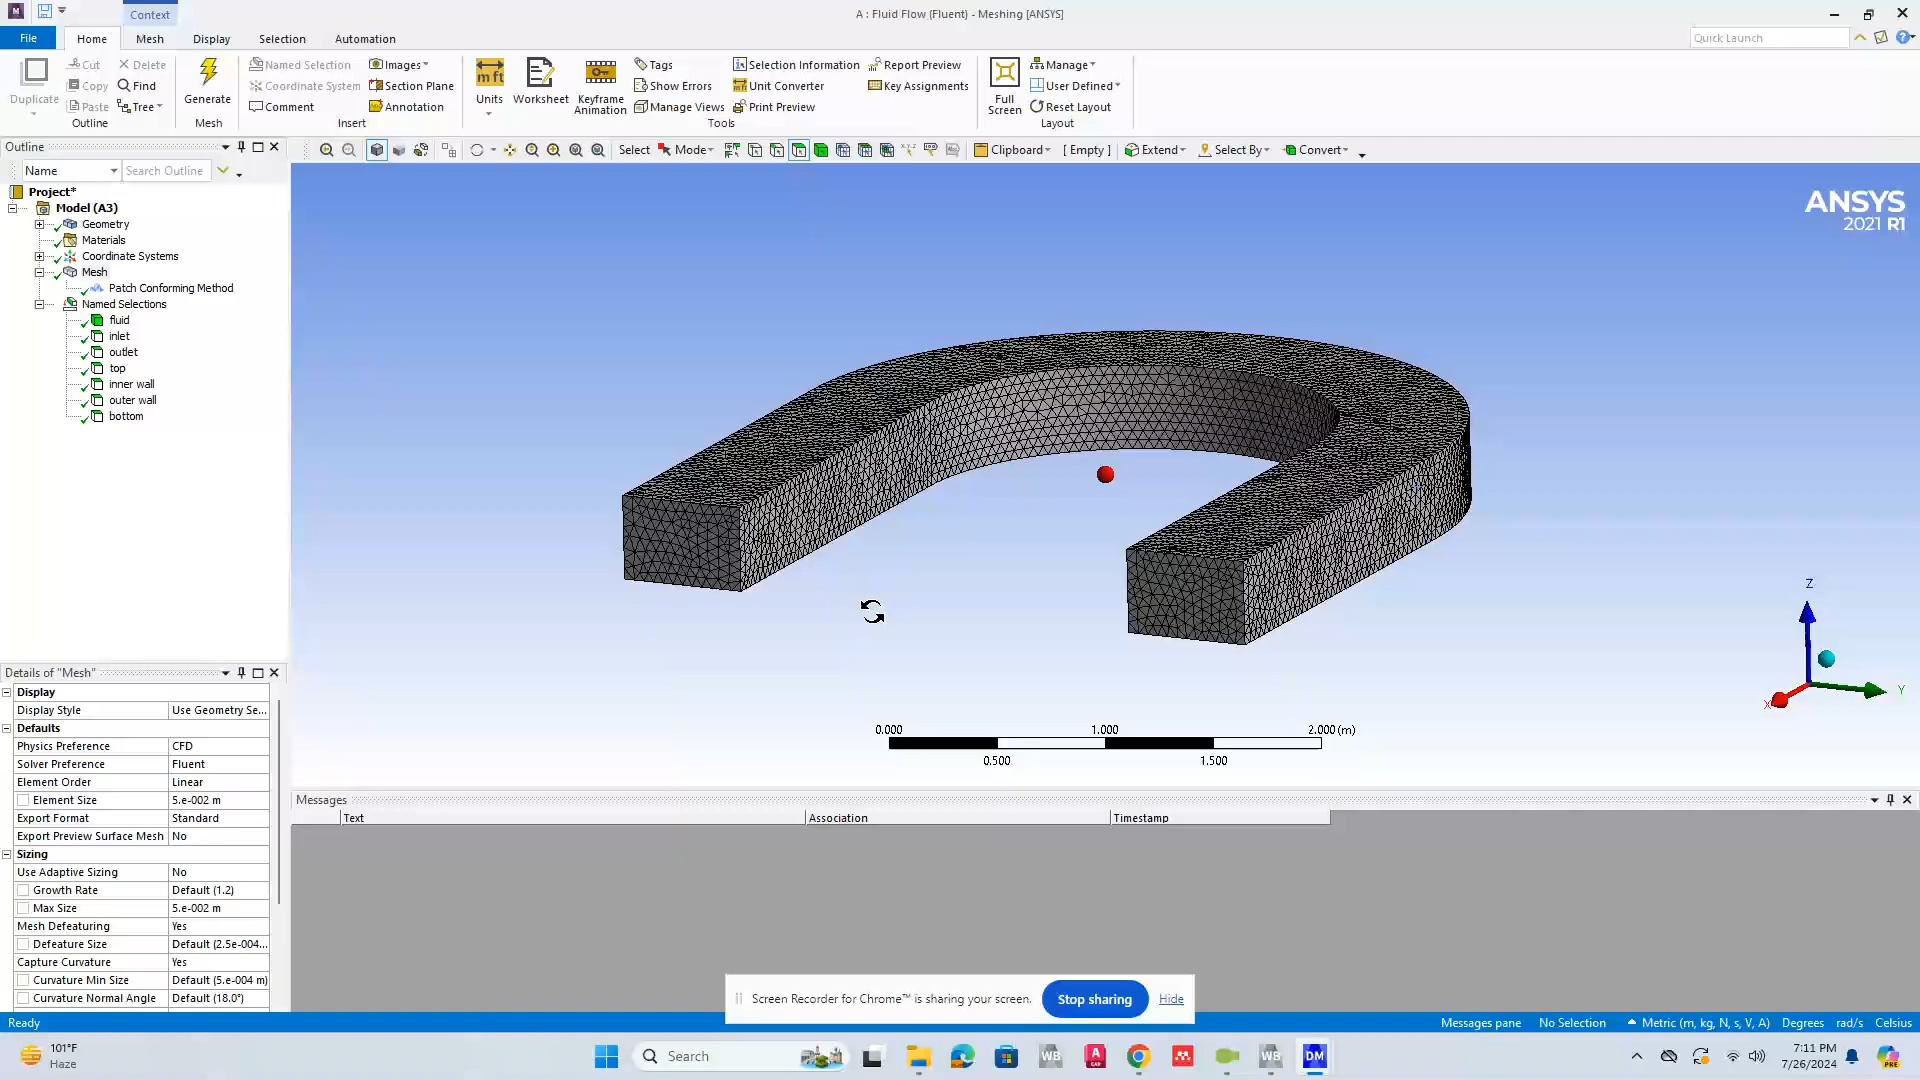 Context
A : Fluid Flow (Fluent) - Meshing [ANSYS]
File
Home
Mesh
Display
Selection
Automation
Quick Launch
Duplicate
Cut
Copy
Paste
Delete
Find
Tree
Outline
Generate
Mesh
Named Selection
Coordinate System
Comment
Images
Section Plane
Annotation
Insert
Units
Worksheet
Keyframe
Animation
Tags
Show Errors
Manage Views
Selection Information
Unit Converter
Print Preview
Report Preview
Key Assignments
Tools
Full
Screen
Manage
User Defined
Reset Layout
Layout
Outline
Name
Search Outline
Select
Mode
Clipboard
[ Empty ]
Extend
Select By
Convert
Project*
Model (A3)
Geometry
Materials
Coordinate Systems
Mesh
Patch Conforming Method
Named Selections
fluid
inlet
outlet
top
inner wall
outer wall
bottom
ANSYS
2021 R1
Z
Y
X
0.000
1.000
2.000 (m)
0.500
1.500
Details of "Mesh"
Display
Display Style Use Geometry Se...
Defaults
Physics Preference CFD
Solver Preference Fluent
Element Order Linear
Element Size 5.e-002 m
Export Format Standard
Export Preview Surface Mesh No
Sizing
Use Adaptive Sizing No
Growth Rate Default (1.2)
Max Size 5.e-002 m
Mesh Defeaturing Yes
Defeature Size Default (2.5e-004...
Capture Curvature Yes
Curvature Min Size Default (5.e-004 m)
Curvature Normal Angle Default (18.0°)
Messages
Text
Association
Timestamp
Screen Recorder for Chrome™ is sharing your screen.
Stop sharing
Hide
Ready
Messages pane
No Selection
Metric (m, kg, N, s, V, A)
Degrees
rad/s
Celsius
101°F
Haze
Search
WB
WB
DM
7:11 PM
7/26/2024